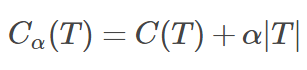 C_α(T) = C(T) + α|T|